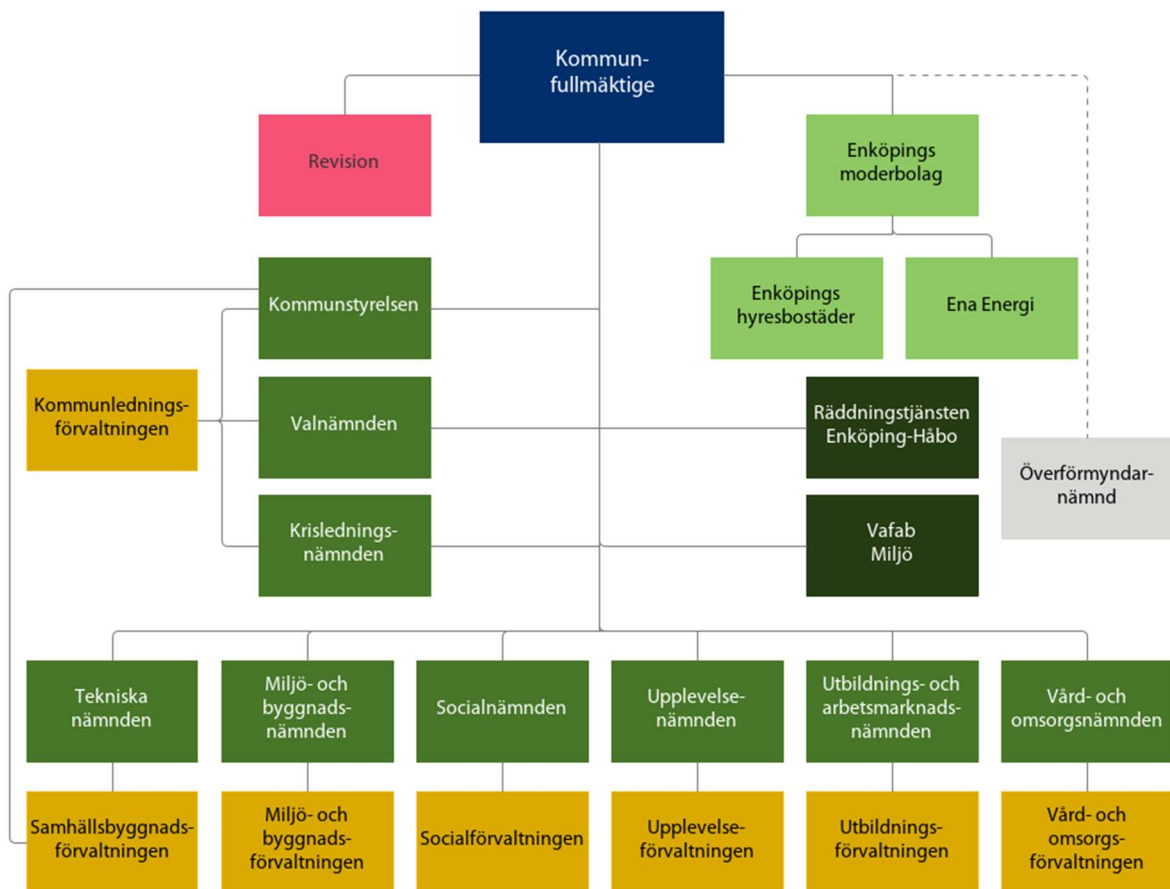 Kommun-
fullmäktige
Revision
Enköpings
moderbolag
Kommunstyrelsen
Enköpings
hyresbostäder
Ena Energi
Kommunlednings-
förvaltningen
Valnämnden
Räddningstjänsten
Enköping-Håbo
Överförmyndar-
nämnd
Krislednings-
nämnden
Vafab
Miljö
Tekniska
nämnden
Miljö- och
byggnads-
nämnden
Socialnämnden
Upplevelse-
nämnden
Utbildnings- och
arbetsmarknads-
nämnden
Vård- och
omsorgsnämnden
Samhällsbyggnads-
förvaltningen
Miljö- och
byggnads-
förvaltningen
Socialförvaltningen
Upplevelse-
förvaltningen
Utbildnings-
förvaltningen
Vård- och
omsorgs-
förvaltningen